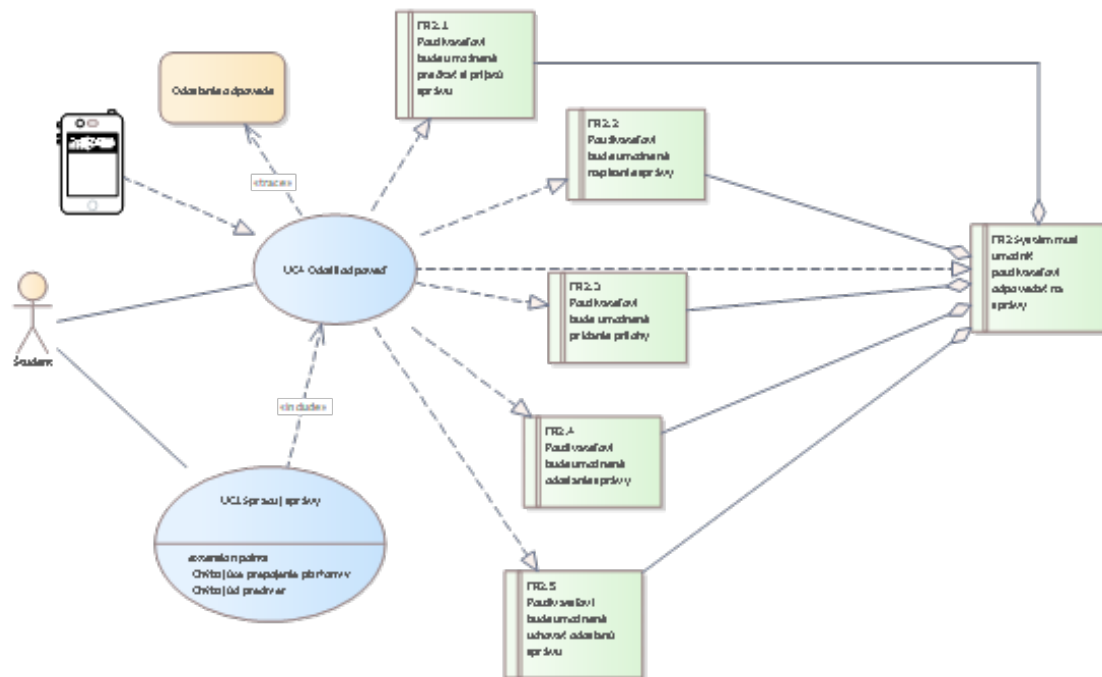 FR2.1
Používateľovi
bude umožnené
prečítať si prijatú
správu
Odoslanie odpovede
FR2.2
Používateľovi
bude umožnené
napísanie správy
«trace»
FR2 Systém musí
umožniť
používateľovi
odpovedať na
správy
UC4 Odošli odpoveď
FR2.3
Používateľovi
bude umožnené
pridanie prílohy
Študent
«include»
FR2.4
Používateľovi
bude umožnené
odoslanie správy
UC1 Spracuj správy
extension points
Chýbajúce prepojenie
Chýbajúci
FR2.5
Používateľovi
bude umožnené
uchovať odoslanú
správu